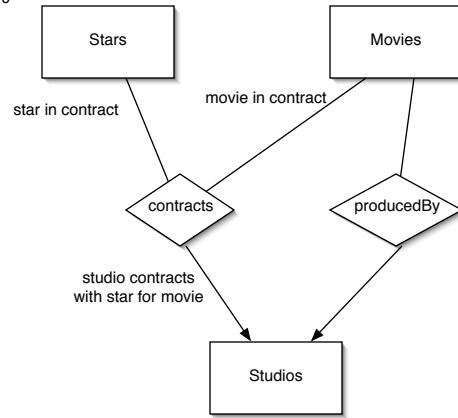 Stars
Movies
star in contract
movie in contract
contracts
producedBy
studio contracts
with star for movie
Studios